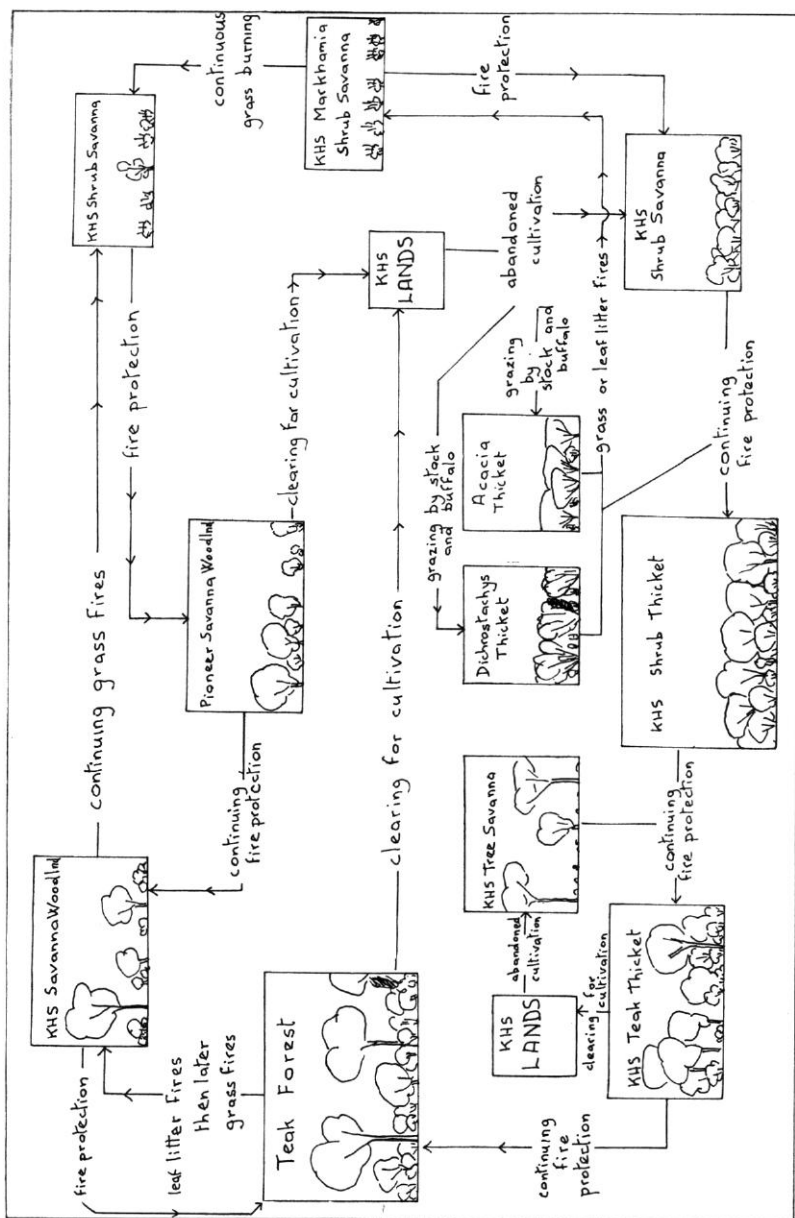 fire protection
KHS SavannaWoodlnd
continuing grass fires
KHS Shrub Savanna
continuous
grass burning
leaf litter fires
then later
grass fires
continuing
fire protection
fire protection
Pioneer SavannaWoodlnd
clearing for cultivation
KHS Markhamia
Shrub Savanna
Teak Forest
clearing for cultivation
KHS
LANDS
fire
protection
grazing by stock
and buffalo
abandoned
cultivation
KHS
LANDS
abandoned
cultivation
KHS Tree Savanna
Dichrostachys
Thicket
Acacia
Thicket
grazing
by
stock and
buffalo
continuing
fire
protection
clearing for
cultivation
grass or leaf litter fires
KHS Teak Thicket
continuing
fire protection
KHS Shrub Thicket
continuing
fire protection
KHS
Shrub Savanna